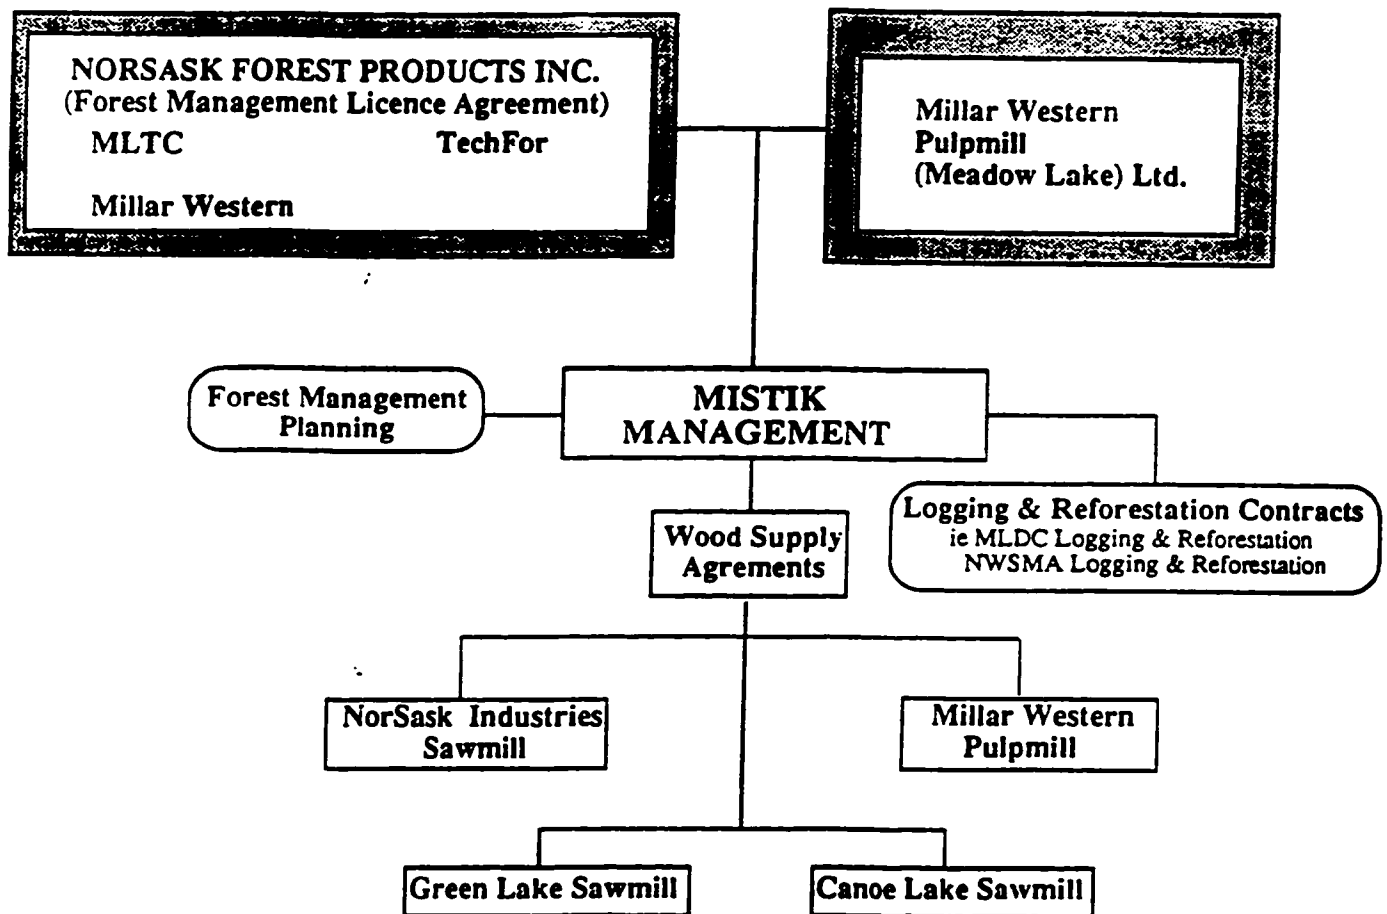 NORSASK FOREST PRODUCTS INC.
(Forest Management Licence Agreement)
MLTC TechFor
Millar Western
Millar Western
Pulpmill
(Meadow Lake) Ltd.
Forest Management
Planning
MISTIK
MANAGEMENT
Logging & Reforestation Contracts
ie MLDC Logging & Reforestation
NWSMA Logging & Reforestation
Wood Supply
Agrements
NorSask Industries
Sawmill
Millar Western
Pulpmill
Green Lake Sawmill
Canoe Lake Sawmill